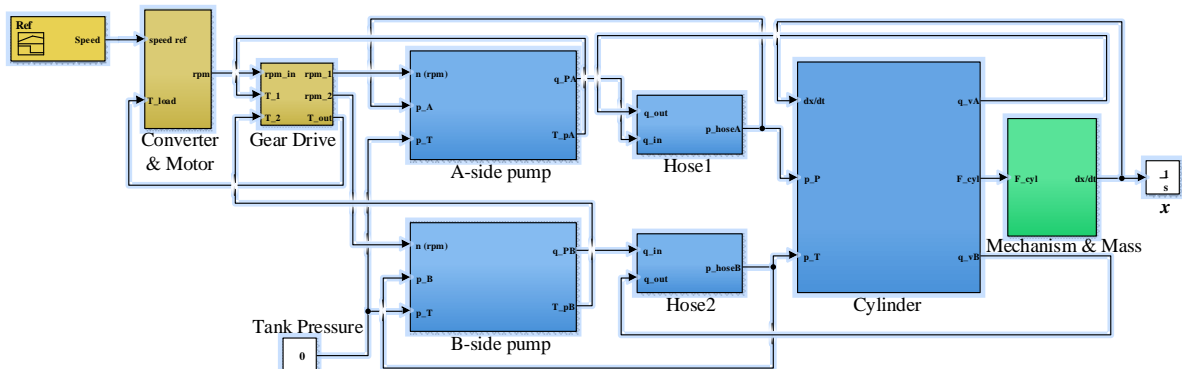 Ref
Speed
speed ref
rpm
T_load
Converter
& Motor
rpm_in
rpm_1
T_1
rpm_2
T_2
T_out
Gear Drive
n (rpm)
q_PA
p_A
p_T
T_pA
A-side pump
q_out
q_in
p_hoseA
Hose1
dx/dt
q_vA
p_P
F_cyl
p_T
q_vB
Cylinder
F_cyl
dx/dt
Mechanism & Mass
s
x
n (rpm)
q_PB
p_B
p_T
T_pB
B-side pump
q_in
q_out
p_hoseB
Hose2
Tank Pressure
0